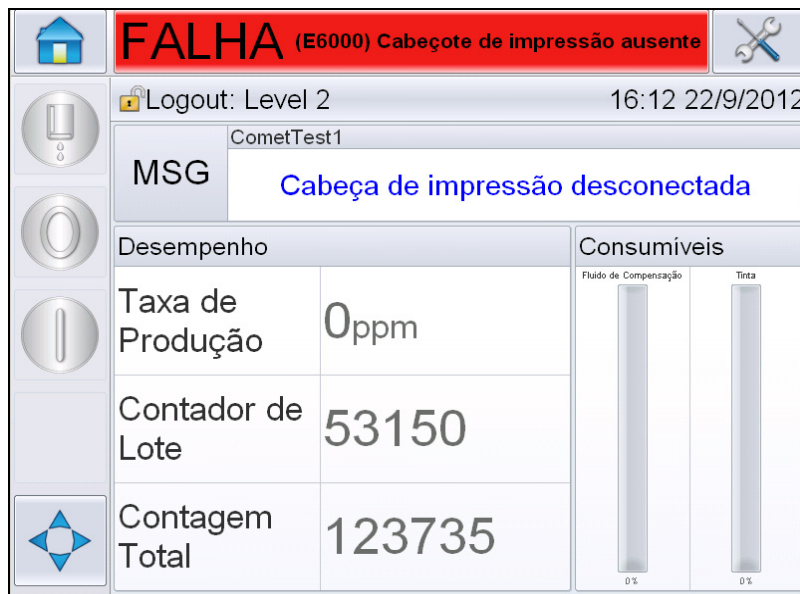 FALHA (E6000) Cabeçote de impressão ausente
Logout: Level 2
16:12 22/9/2012
MSG
CometTest1
Cabeça de impressão desconectada
Desempenho
Taxa de
Produção
0ppm
Contador de
Lote
53150
Contagem
Total
123735
Consumíveis
Fluido de Compensação
Tinta
0 %
0 %